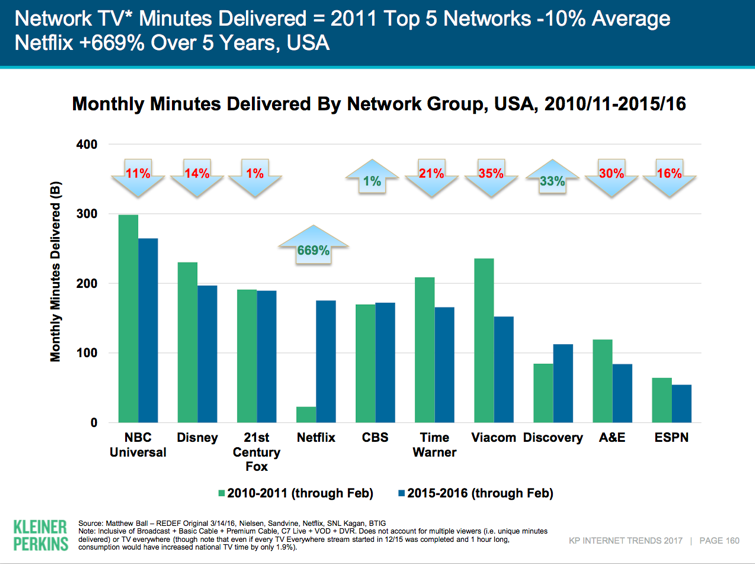 Network TV* Minutes Delivered = 2011 Top 5 Networks -10% Average
Netflix +669% Over 5 Years, USA
Monthly Minutes Delivered By Network Group, USA, 2010/11-2015/16
400
300
200
100
0
Monthly Minutes Delivered (B)
11%
14%
1%
669%
1%
21%
35%
33%
30%
16%
NBC
Universal
Disney
21st
Century
Fox
Netflix
CBS
Time
Warner
Viacom
Discovery
A&E
ESPN
2010-2011 (through Feb)
2015-2016 (through Feb)
KLEINER
PERKINS
Source: Matthew Ball – REDEF Original 3/14/16, Nielsen, Sandvine, Netflix, SNL Kagan, BTIG
Note: Inclusive of Broadcast + Basic Cable + Premium Cable, C7 Live + VOD + DVR. Does not account for multiple viewers (i.e. unique minutes
delivered) or TV everywhere (though note that even if every TV Everywhere stream started in 12/15 was completed and 1 hour long,
consumption would have increased national TV time by only 1.9%).
KP INTERNET TRENDS 2017 | PAGE 160